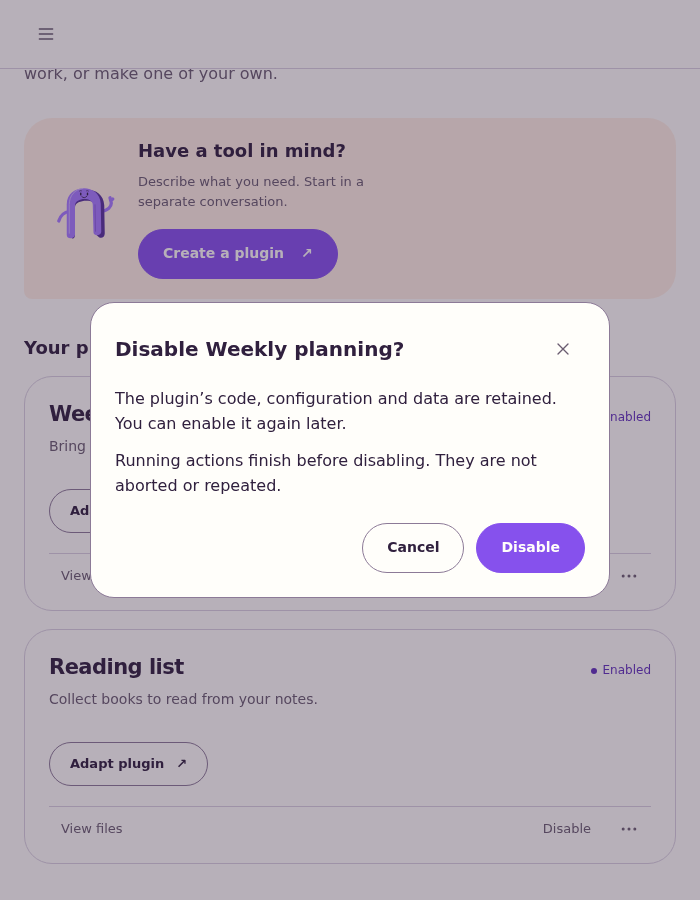 work, or make one of your own.
Have a tool in mind?
Describe what you need. Start in a
separate conversation.
Create a plugin ↗
Your p
Disable Weekly planning?
The plugin’s code, configuration and data are retained.
You can enable it again later.
Running actions finish before disabling. They are not
aborted or repeated.
Cancel
Disable
Bring
View
Reading list
Enabled
Collect books to read from your notes.
Adapt plugin ↗
View files
Disable